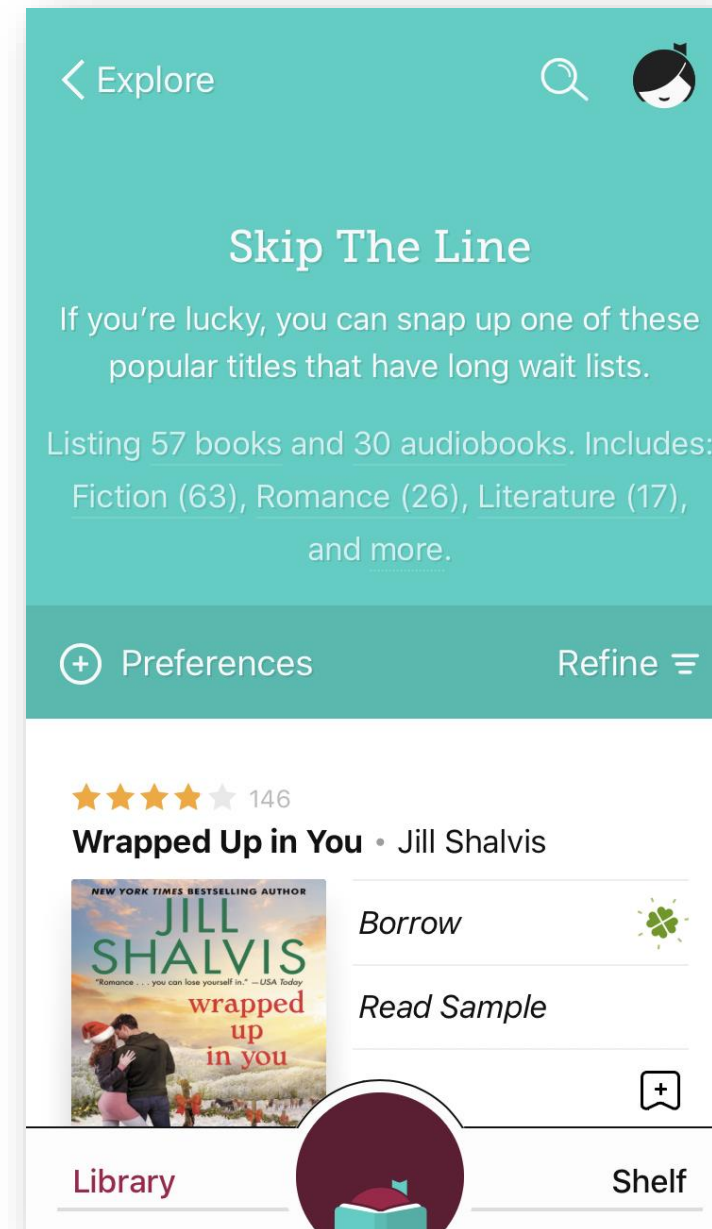 Explore
Skip The Line
If you’re lucky, you can snap up one of these
popular titles that have long wait lists.
Listing 57 books and 30 audiobooks. Includes:
Fiction (63), Romance (26), Literature (17),
and more.
Preferences
Refine
146
Wrapped Up in You • Jill Shalvis
NEW YORK TIMES BESTSELLING AUTHOR
JILL
SHALVIS
"Romance . . . you can lose yourself in." —USA Today
wrapped
up
in you
Borrow
Read Sample
Library
Shelf